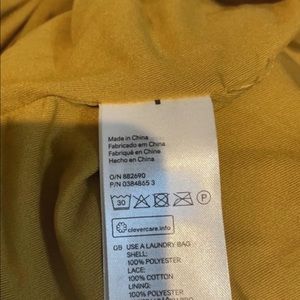 Made in China
Fabricado em China
Fabriqué en China
Hecho en China
O/N 882690
P/N 0384865 3
30 P
clevercare.info
GB USE A LAUNDRY BAG
SHELL:
100% POLYESTER
LACE:
100% COTTON
LINING:
100% POLYESTER